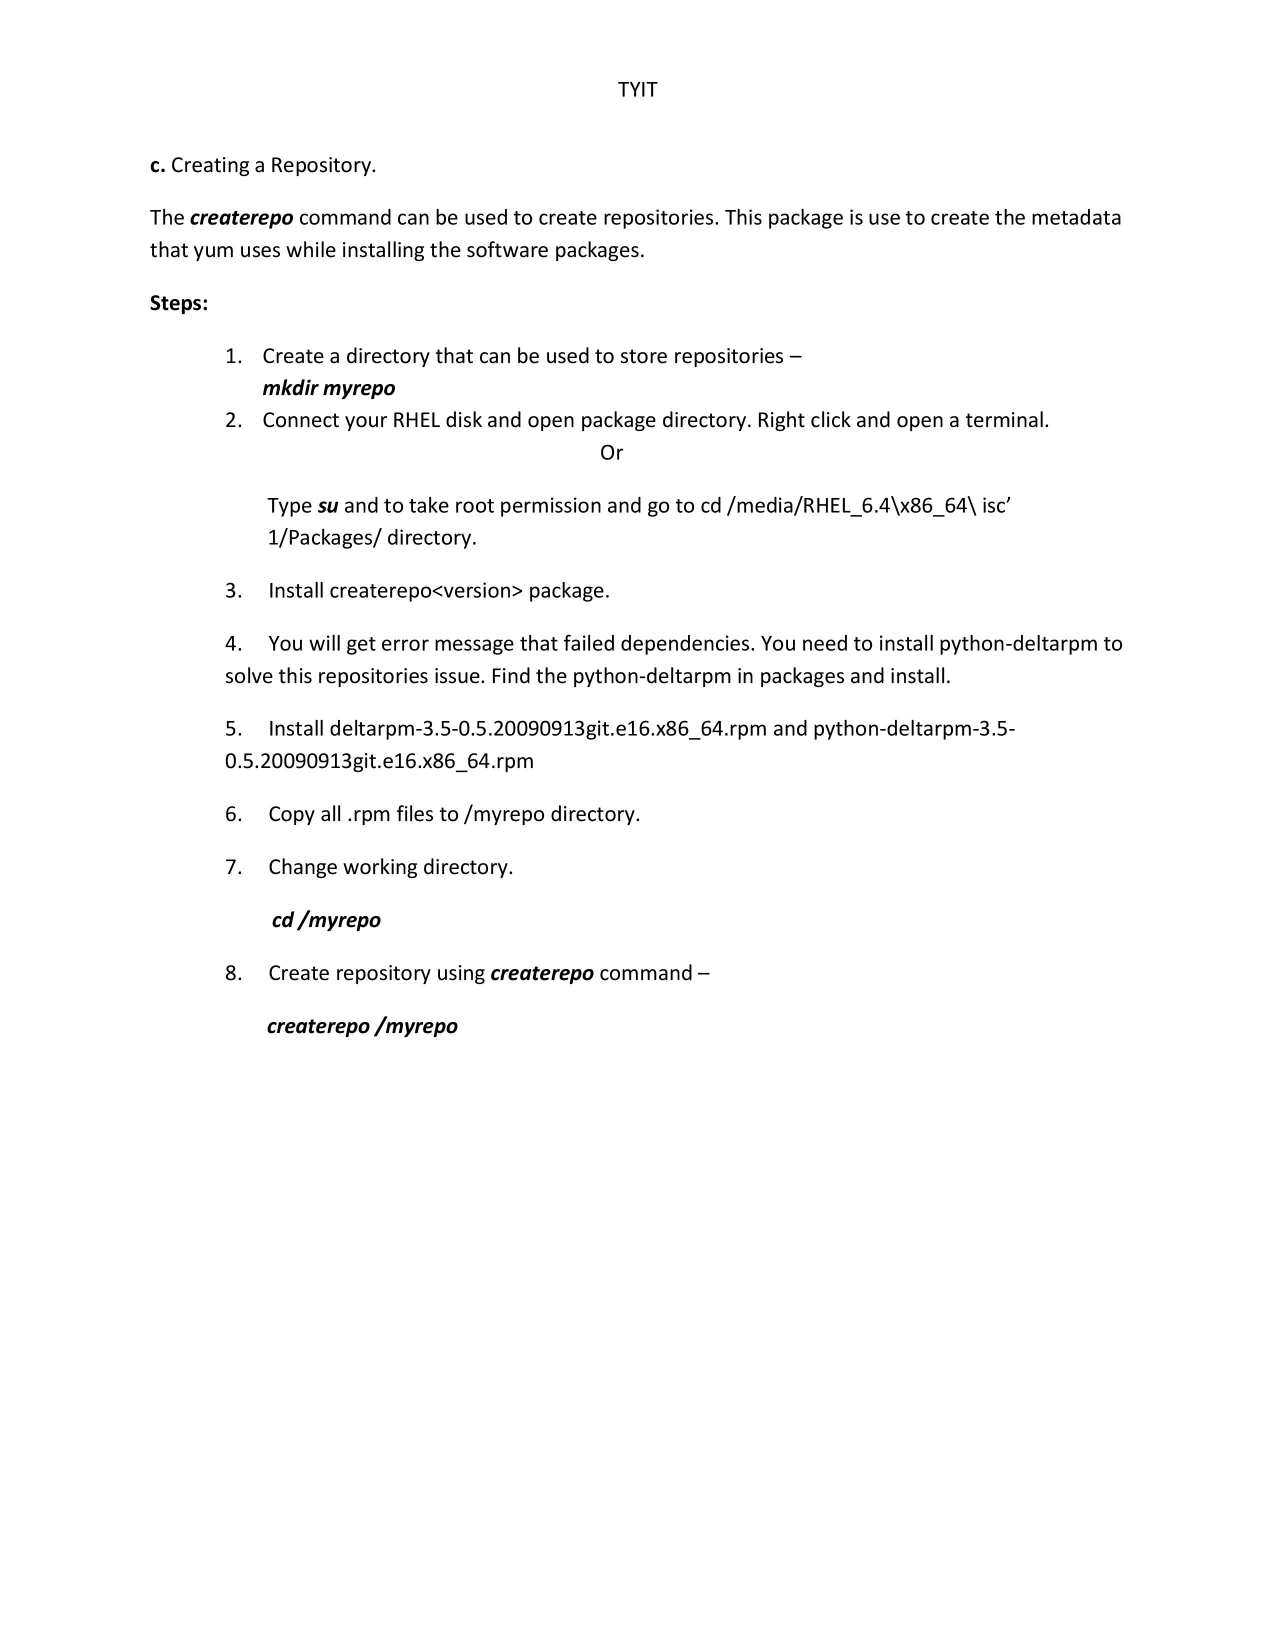 TYIT
c. Creating a Repository.
The createrepo command can be used to create repositories. This package is use to create the metadata
that yum uses while installing the software packages.
Steps:
1. Create a directory that can be used to store repositories –
mkdir myrepo
2. Connect your RHEL disk and open package directory. Right click and open a terminal.
Or
Type su and to take root permission and go to cd /media/RHEL_6.4\x86_64\ isc’
1/Packages/ directory.
3. Install createrepo<version> package.
4. You will get error message that failed dependencies. You need to install python-deltarpm to
solve this repositories issue. Find the python-deltarpm in packages and install.
5. Install deltarpm-3.5-0.5.20090913git.e16.x86_64.rpm and python-deltarpm-3.5-
0.5.20090913git.e16.x86_64.rpm
6. Copy all .rpm files to /myrepo directory.
7. Change working directory.
cd /myrepo
8. Create repository using createrepo command –
createrepo /myrepo